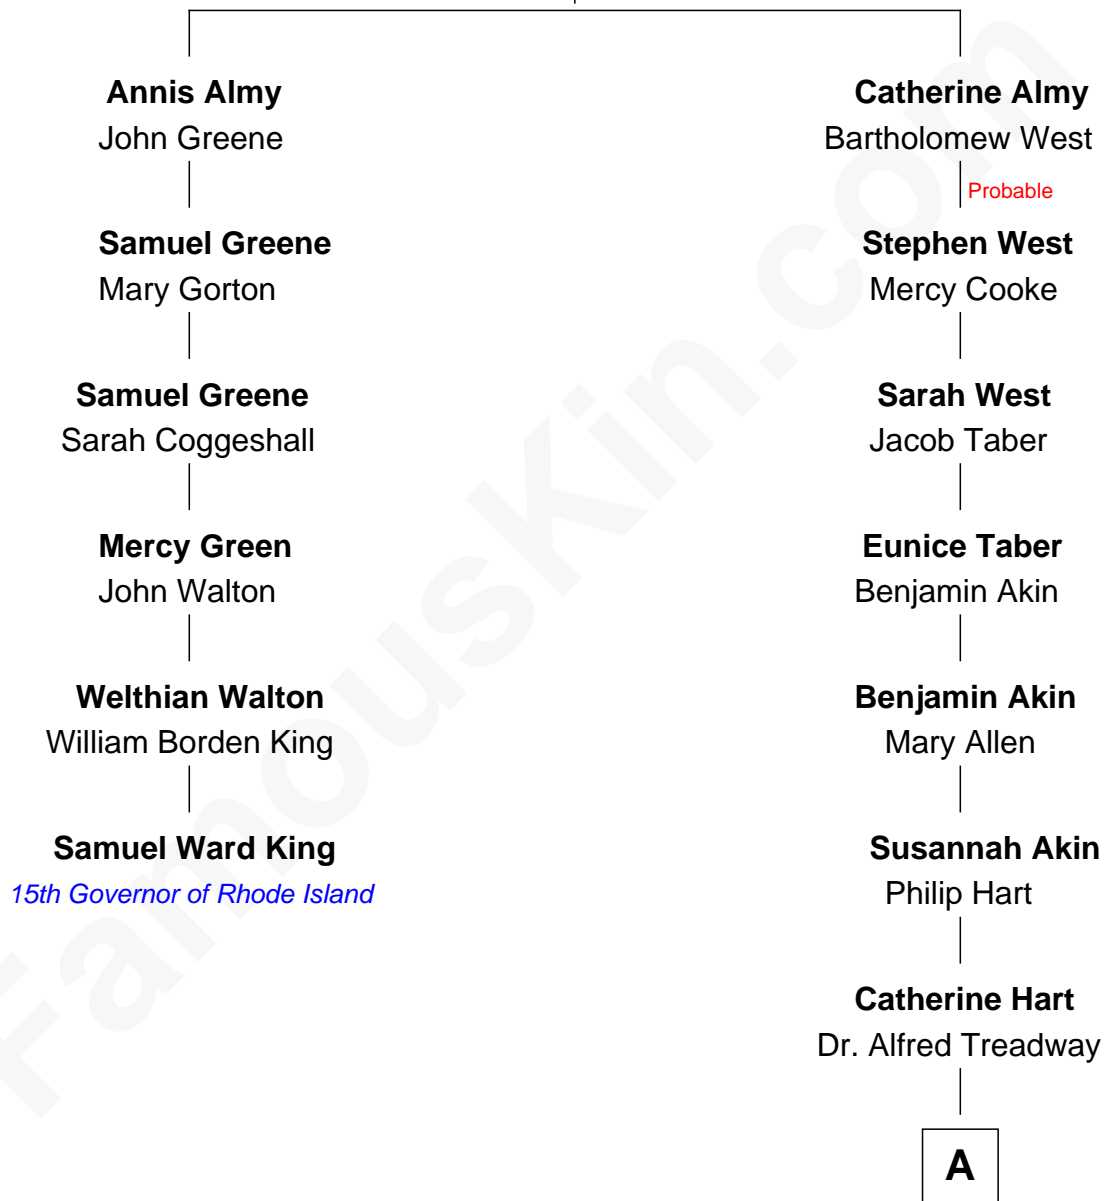 Annis Almy
John Greene
Samuel Greene
Mary Gorton
Samuel Greene
Sarah Coggeshall
Mercy Green
John Walton
Welthian Walton
William Borden King
Samuel Ward King
15th Governor of Rhode Island
Catherine Almy
Bartholomew West
Probable
Stephen West
Mercy Cooke
Sarah West
Jacob Taber
Eunice Taber
Benjamin Akin
Benjamin Akin
Mary Allen
Susannah Akin
Philip Hart
Catherine Hart
Dr. Alfred Treadway
A
FamousKin.com